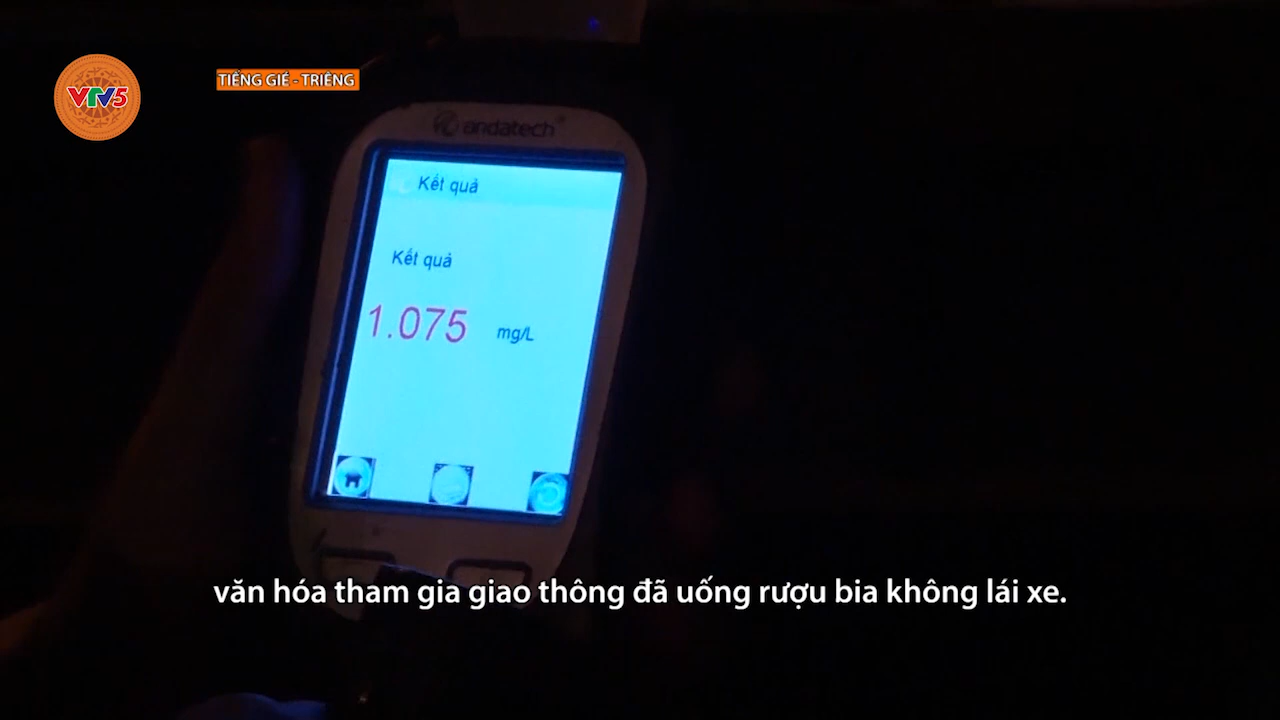 VTV5
TIẾNG GIÉ - TRIÊNG
andatech
Kết quả
Kết quả
1.075 mg/L
văn hóa tham gia giao thông đã uống rượu bia không lái xe.